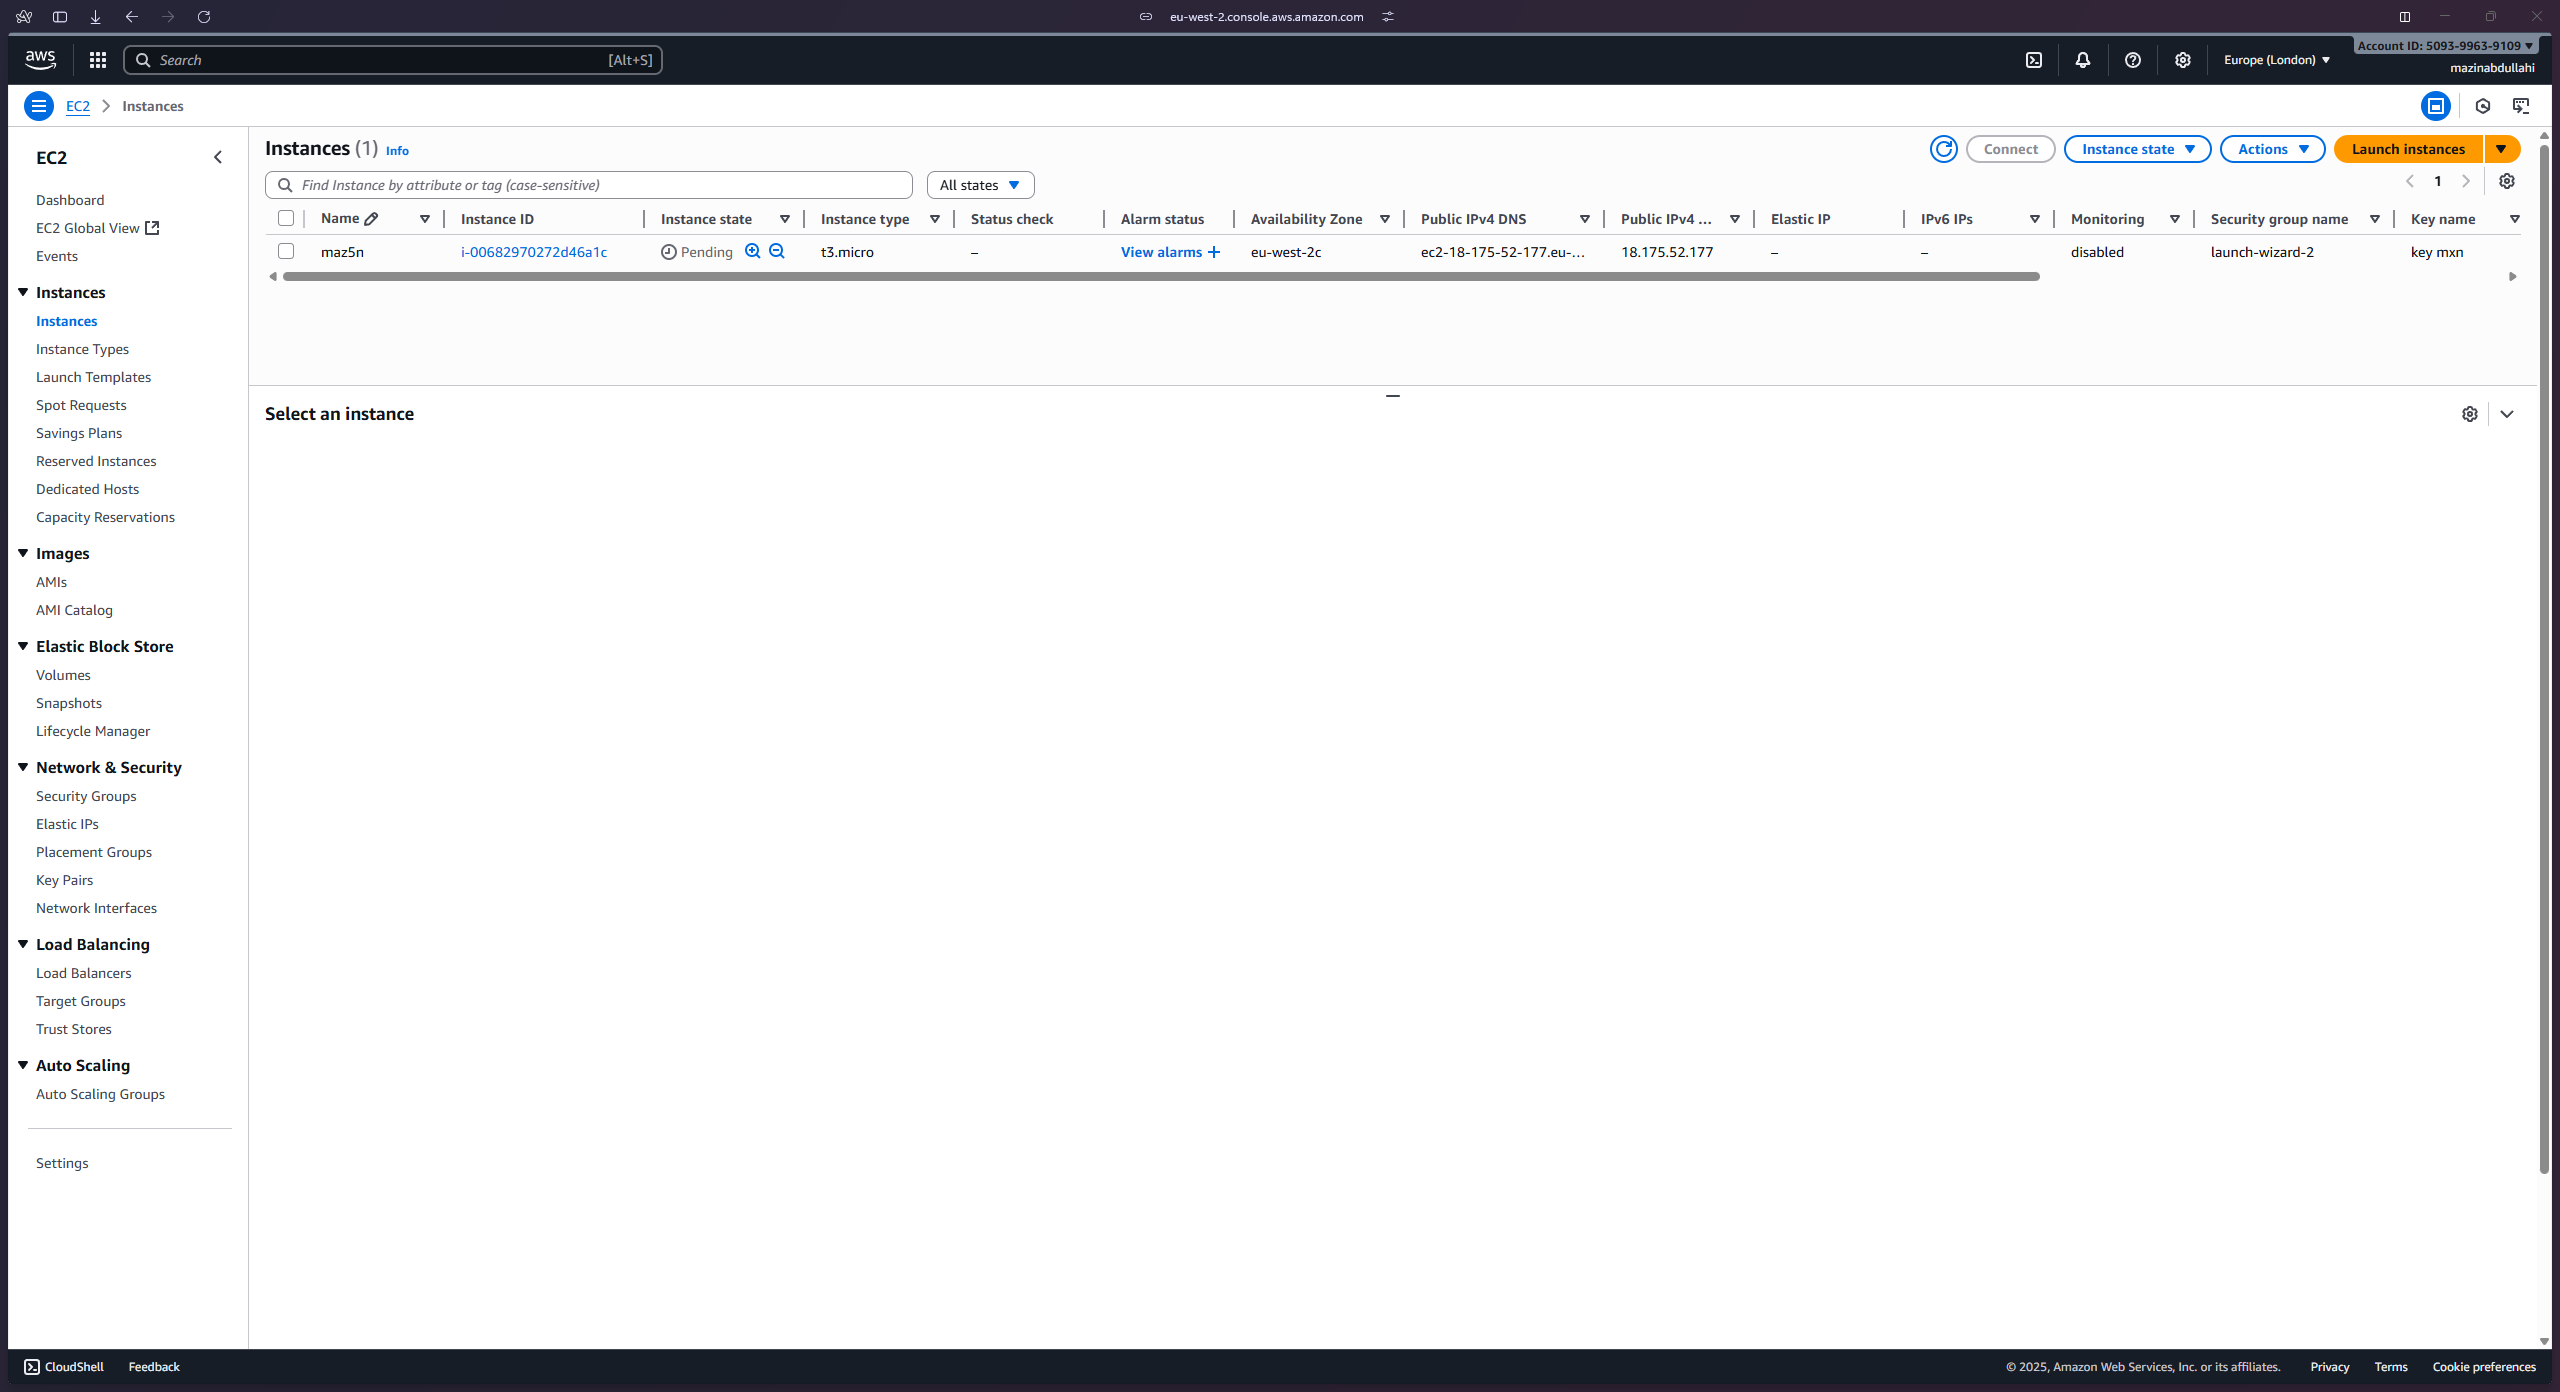 eu-west-2.console.aws.amazon.com
aws
Search [Alt+S]
Europe (London)
Account ID: 5093-9963-9109
mazinabdullahi
EC2 Instances
EC2
Dashboard
EC2 Global View
Events
Instances
Instances
Instance Types
Launch Templates
Spot Requests
Savings Plans
Reserved Instances
Dedicated Hosts
Capacity Reservations
Images
AMIs
AMI Catalog
Elastic Block Store
Volumes
Snapshots
Lifecycle Manager
Network & Security
Security Groups
Elastic IPs
Placement Groups
Key Pairs
Network Interfaces
Load Balancing
Load Balancers
Target Groups
Trust Stores
Auto Scaling
Auto Scaling Groups
Settings
Instances (1) Info
Connect
Instance state
Actions
Launch instances
Find Instance by attribute or tag (case-sensitive)
All states
1
Name Instance ID Instance state Instance type Status check Alarm status Availability Zone Public IPv4 DNS Public IPv4 ... Elastic IP IPv6 IPs Monitoring Security group name Key name
maz5n i-00682970272d46a1c Pending t3.micro – View alarms + eu-west-2c ec2-18-175-52-177.eu-... 18.175.52.177 – – disabled launch-wizard-2 key mxn
Select an instance
CloudShell Feedback
© 2025, Amazon Web Services, Inc. or its affiliates. Privacy Terms Cookie preferences